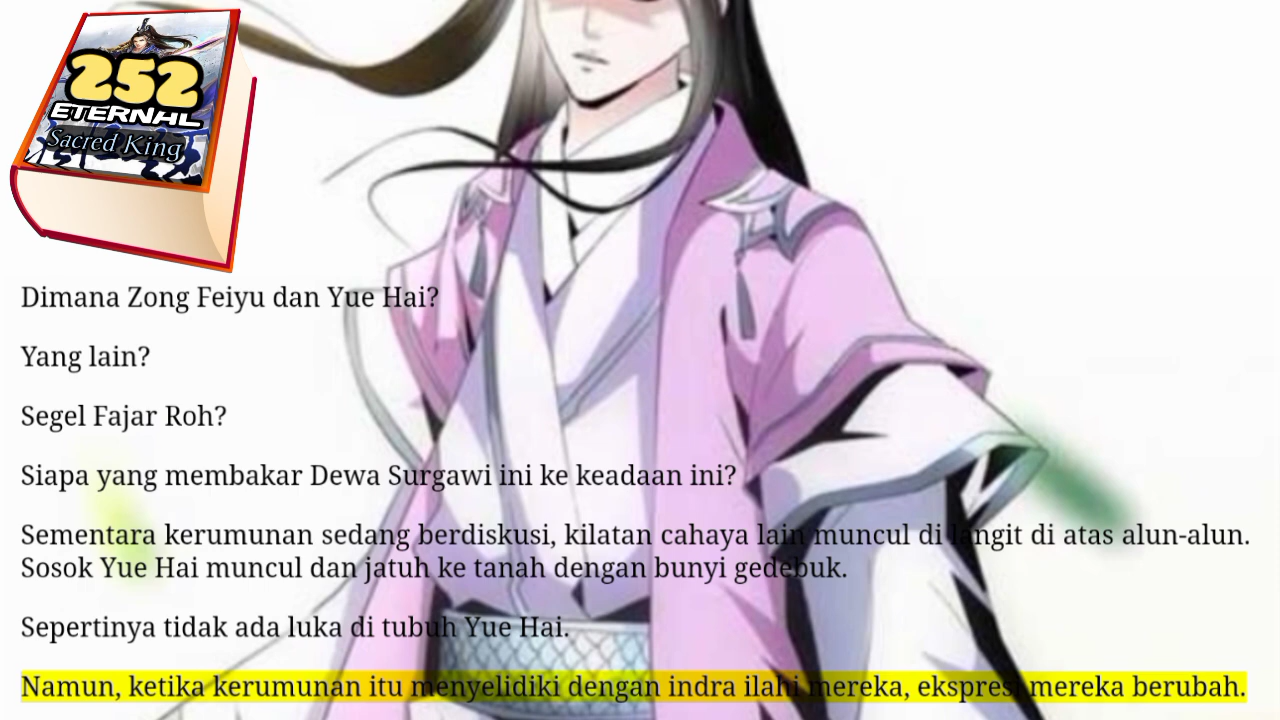 252
ETERNAL
Sacred King
Dimana Zong Feiyu dan Yue Hai?
Yang lain?
Segel Fajar Roh?
Siapa yang membakar Dewa Surgawi ini ke keadaan ini?
Sementara kerumunan sedang berdiskusi, kilatan cahaya lain muncul di langit di atas alun-alun.
Sosok Yue Hai muncul dan jatuh ke tanah dengan bunyi gedebuk.
Sepertinya tidak ada luka di tubuh Yue Hai.
Namun, ketika kerumunan itu menyelidiki dengan indra ilahi mereka, ekspresi mereka berubah.